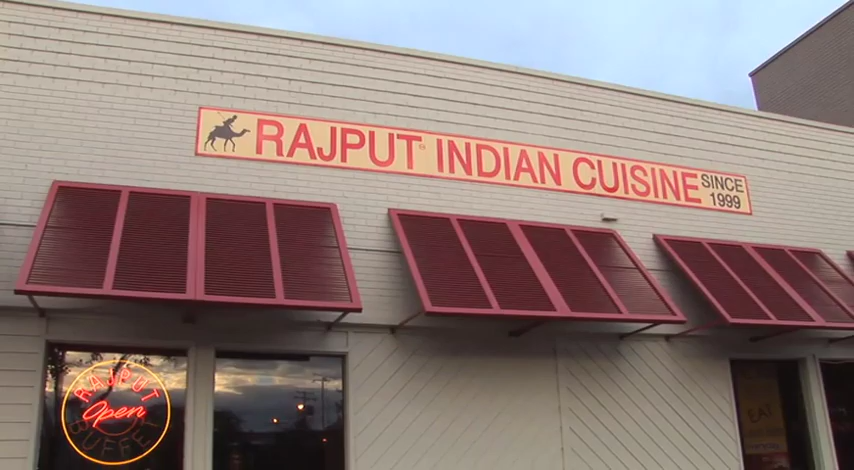 RAJPUT® INDIAN CUISINE
SINCE
1999
RAJPUT
Open
BUFFET
EAT